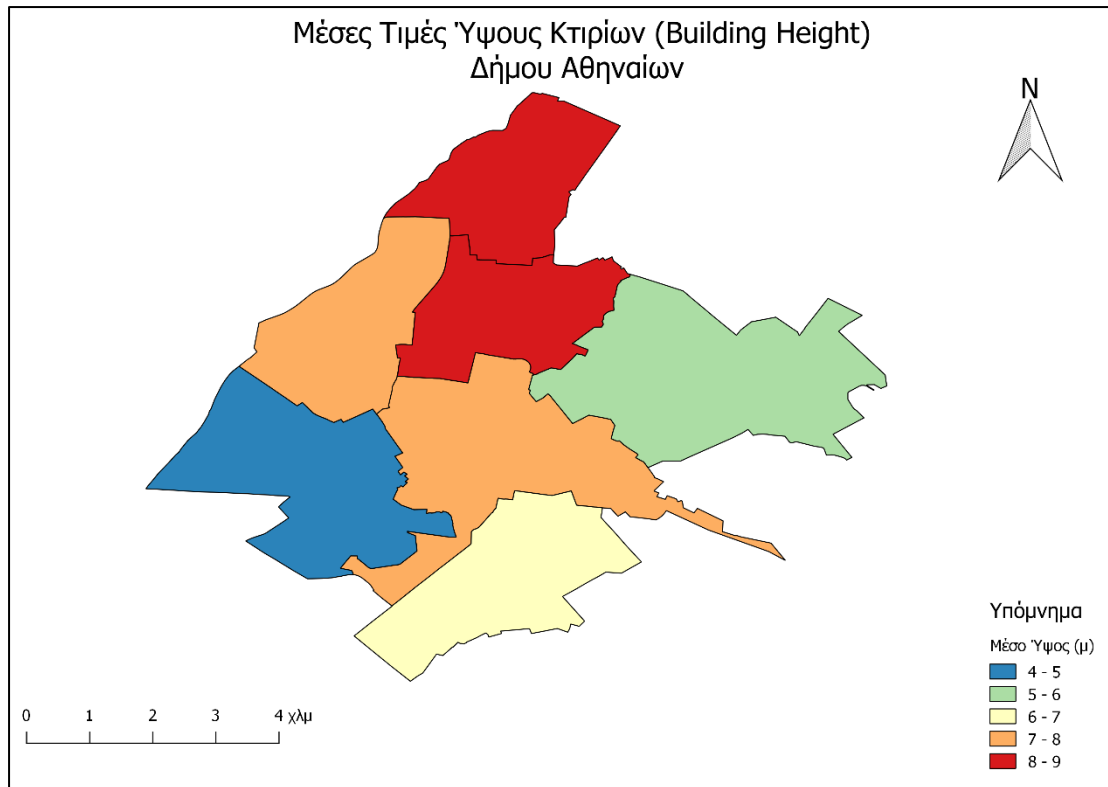 Μέσες Τιμές Ύψους Κτιρίων (Building Height)
Δήμου Αθηναίων
N
Υπόμνημα
Μέσο Ύψος (μ)
4 - 5
5 - 6
6 - 7
7 - 8
8 - 9
0 1 2 3 4 χλμ